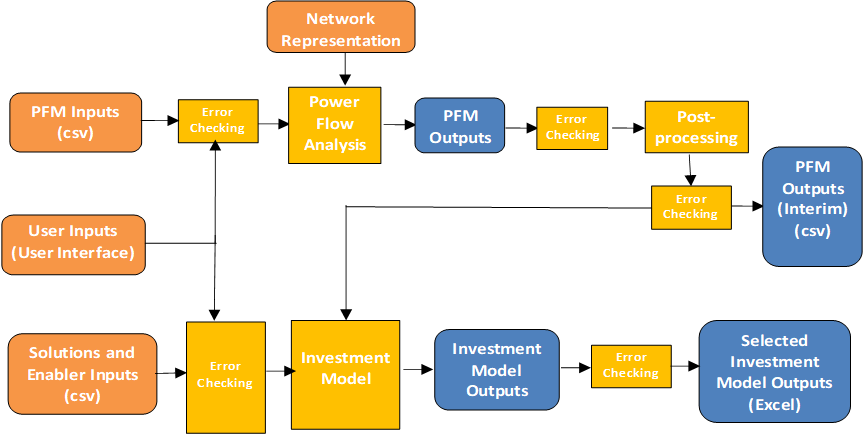 Network
Representation
PFM Inputs
(csv)
Error
Checking
Power
Flow
Analysis
PFM
Outputs
Error
Checking
Post-
processing
Error
Checking
PFM
Outputs
(Interim)
(csv)
User Inputs
(User Interface)
Solutions and
Enabler Inputs
(csv)
Error
Checking
Investment
Model
Investment
Model
Outputs
Error
Checking
Selected
Investment
Model Outputs
(Excel)